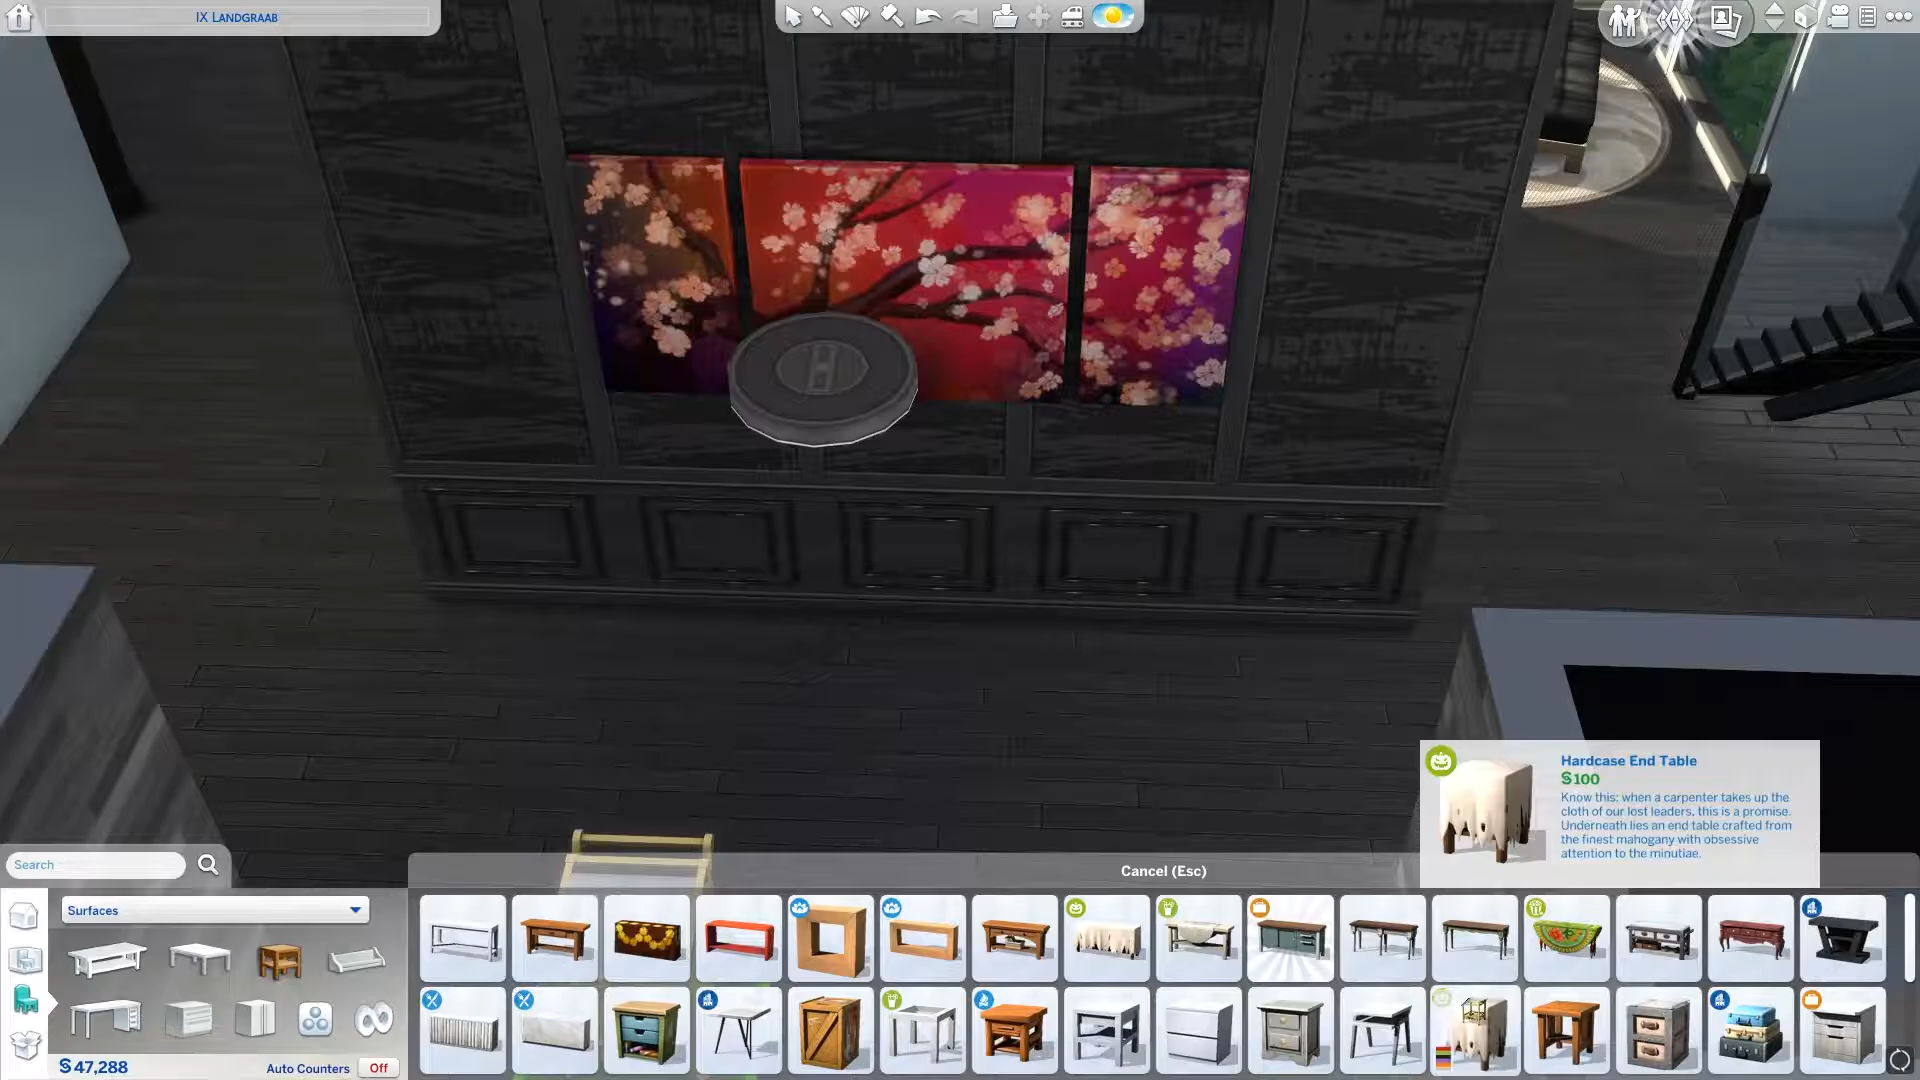 IX Landgraab
Hardcase End Table
§100
Know this: when a carpenter takes up the
cloth of our lost leaders, this is a promise.
Underneath lies an end table crafted from
the finest mahogany with obsessive
attention to the minutiae.
Search
Cancel (Esc)
Surfaces
§47,288
Auto Counters
Off